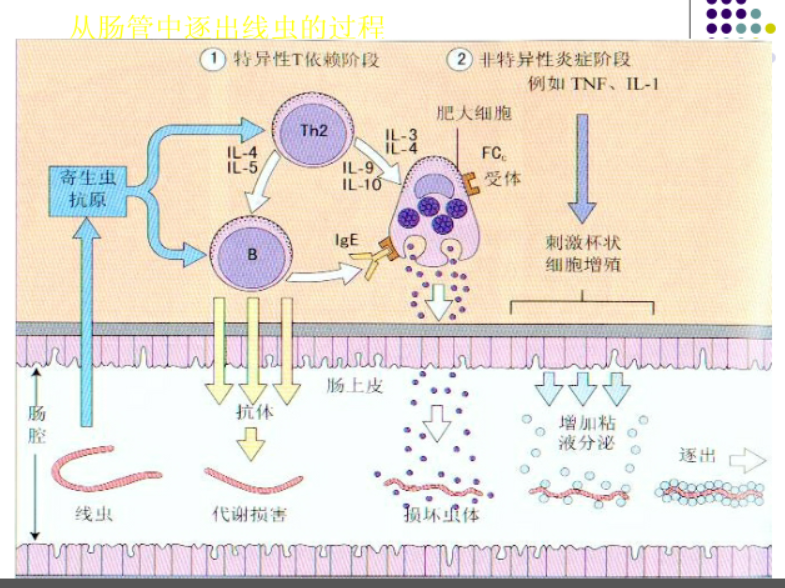 从肠管中逐出线虫的过程
1 特异性T依赖阶段
2 非特异性炎症阶段
例如 TNF、IL-1
肥大细胞
Th2
IL-3
IL-4
IL-4
IL-5
IL-9
IL-10
FCε
受体
寄生虫
抗原
IgE
B
刺激杯状
细胞增殖
肠上皮
肠
腔
抗体
增加粘
液分泌
逐出
线虫
代谢损害
损坏虫体